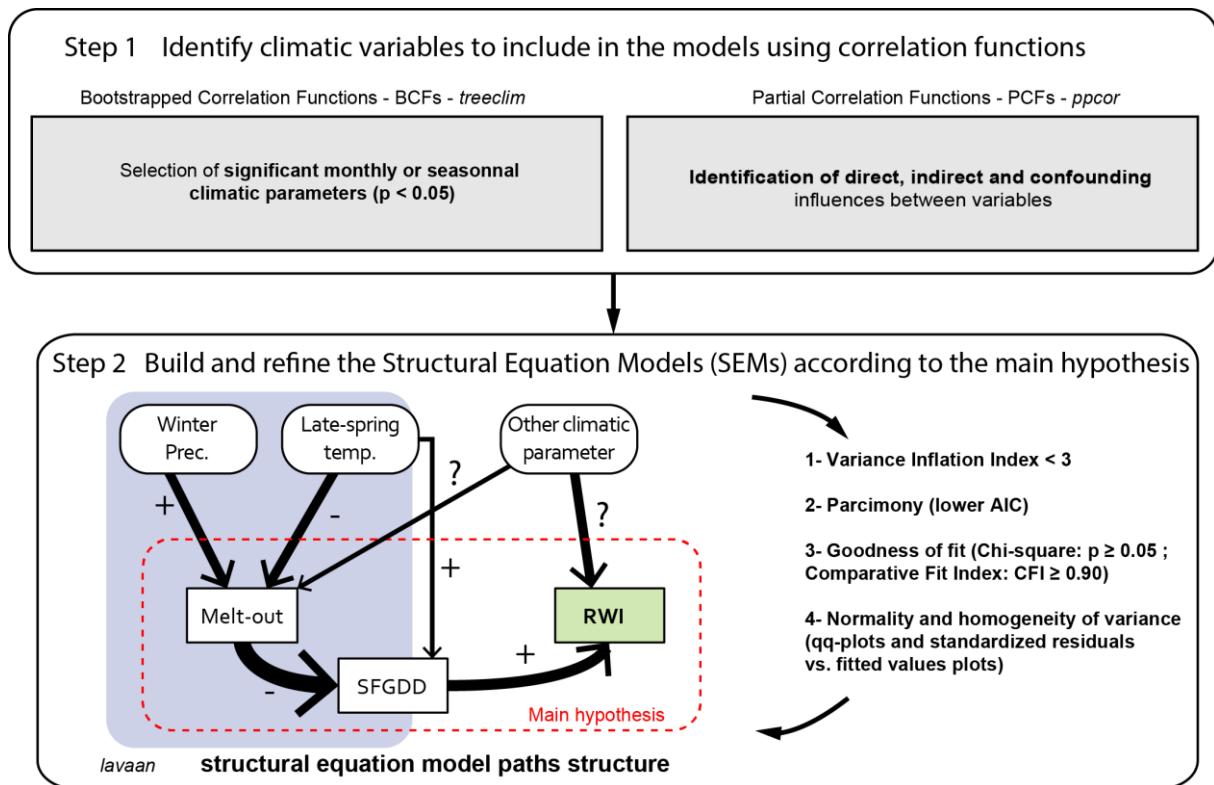 Step 1 Identify climatic variables to include in the models using correlation functions
Bootstrapped Correlation Functions - BCFs - treeclim
Selection of significant monthly or seasonnal
climatic parameters (p < 0.05)
Partial Correlation Functions - PCFs - ppcor
Identification of direct, indirect and confounding
influences between variables
Step 2 Build and refine the Structural Equation Models (SEMs) according to the main hypothesis
Winter
Prec.
Late-spring
temp.
Other climatic
parameter
+
-
?
?
+
Melt-out
RWI
-
SFGDD
+
Main hypothesis
lavaan
structural equation model paths structure
1- Variance Inflation Index < 3
2- Parcimony (lower AIC)
3- Goodness of fit (Chi-square: p ≥ 0.05 ;
Comparative Fit Index: CFI ≥ 0.90)
4- Normality and homogeneity of variance
(qq-plots and standardized residuals
vs. fitted values plots)